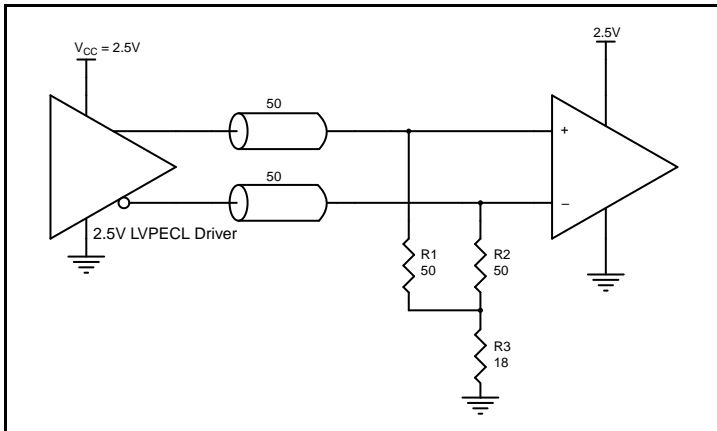 V_CC = 2.5V
2.5V
50
+
50
−
2.5V LVPECL Driver
R1
50
R2
50
R3
18